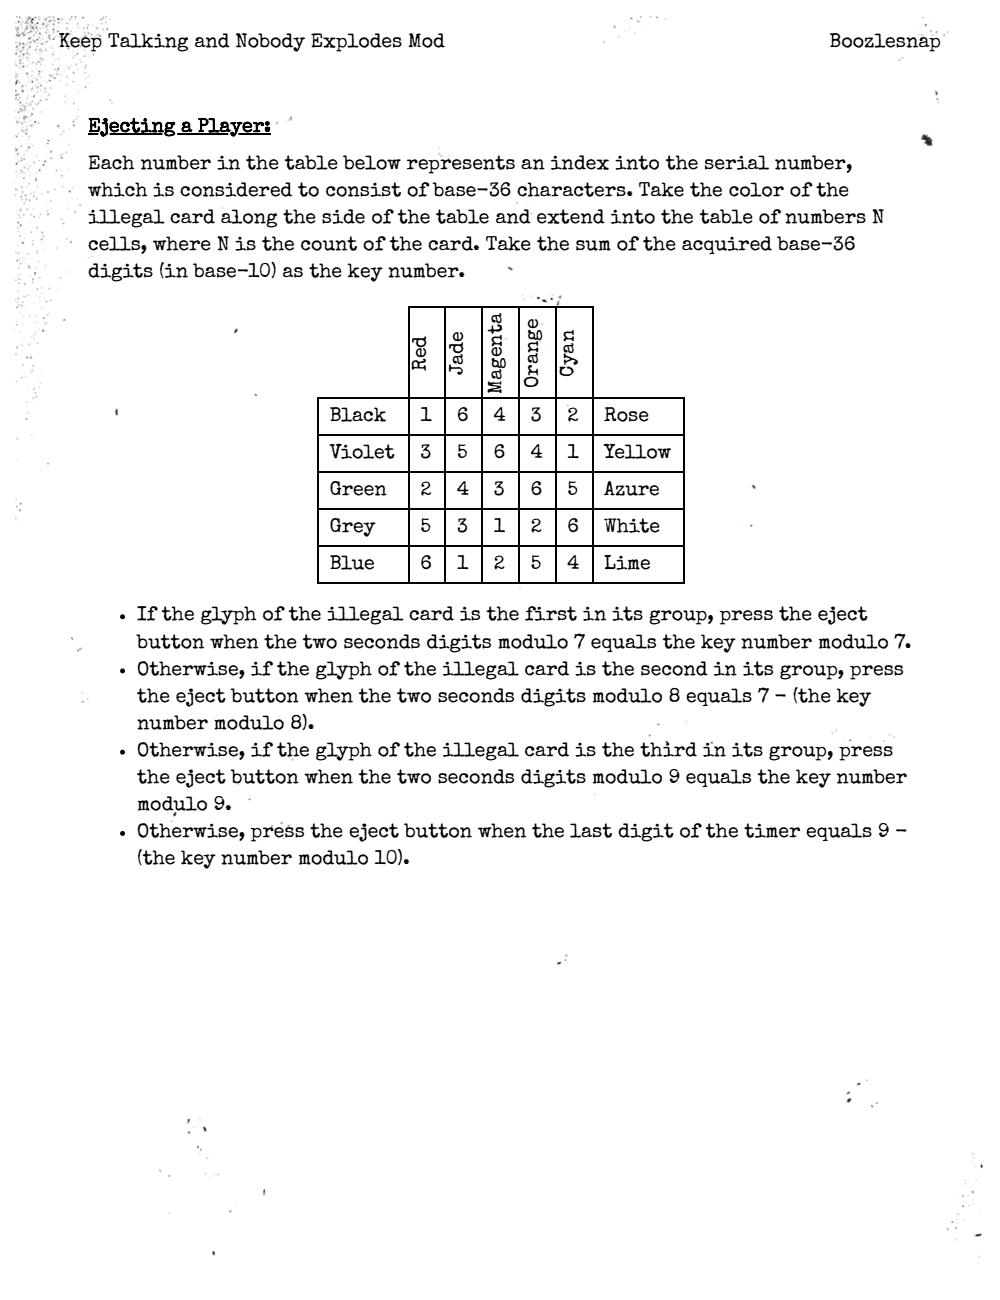 Keep Talking and Nobody Explodes Mod Boozlesnap
Ejecting a Player:
Each number in the table below represents an index into the serial number,
which is considered to consist of base-36 characters. Take the color of the
illegal card along the side of the table and extend into the table of numbers N
cells, where N is the count of the card. Take the sum of the acquired base-36
digits (in base-10) as the key number.
Red Jade Magenta Orange Cyan
Black 1 6 4 3 2 Rose
Violet 3 5 6 4 1 Yellow
Green 2 4 3 6 5 Azure
Grey 5 3 1 2 6 White
Blue 6 1 2 5 4 Lime
• If the glyph of the illegal card is the first in its group, press the eject
button when the two seconds digits modulo 7 equals the key number modulo 7.
• Otherwise, if the glyph of the illegal card is the second in its group, press
the eject button when the two seconds digits modulo 8 equals 7 - (the key
number modulo 8).
• Otherwise, if the glyph of the illegal card is the third in its group, press
the eject button when the two seconds digits modulo 9 equals the key number
modulo 9.
• Otherwise, press the eject button when the last digit of the timer equals 9 -
(the key number modulo 10).